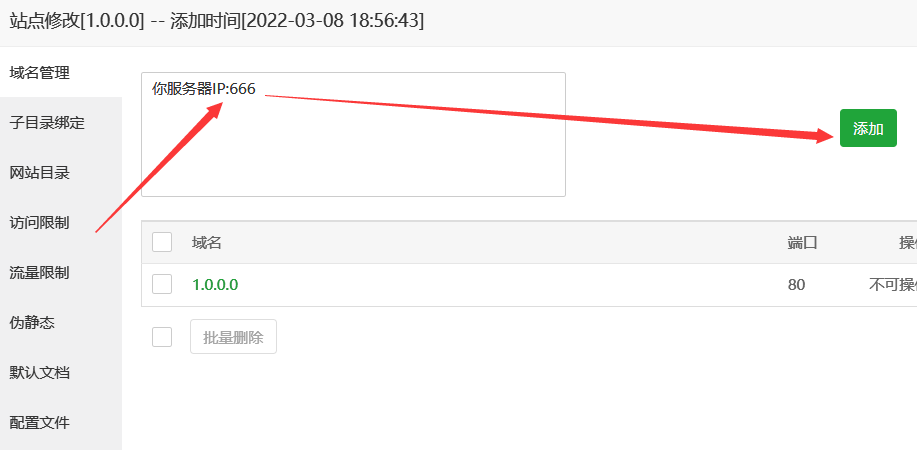 站点修改[1.0.0.0] -- 添加时间[2022-03-08 18:56:43]
域名管理
你服务器IP:666
子目录绑定
添加
网站目录
访问限制
域名 端口 操
流量限制
1.0.0.0 80 不可操
伪静态
批量删除
默认文档
配置文件